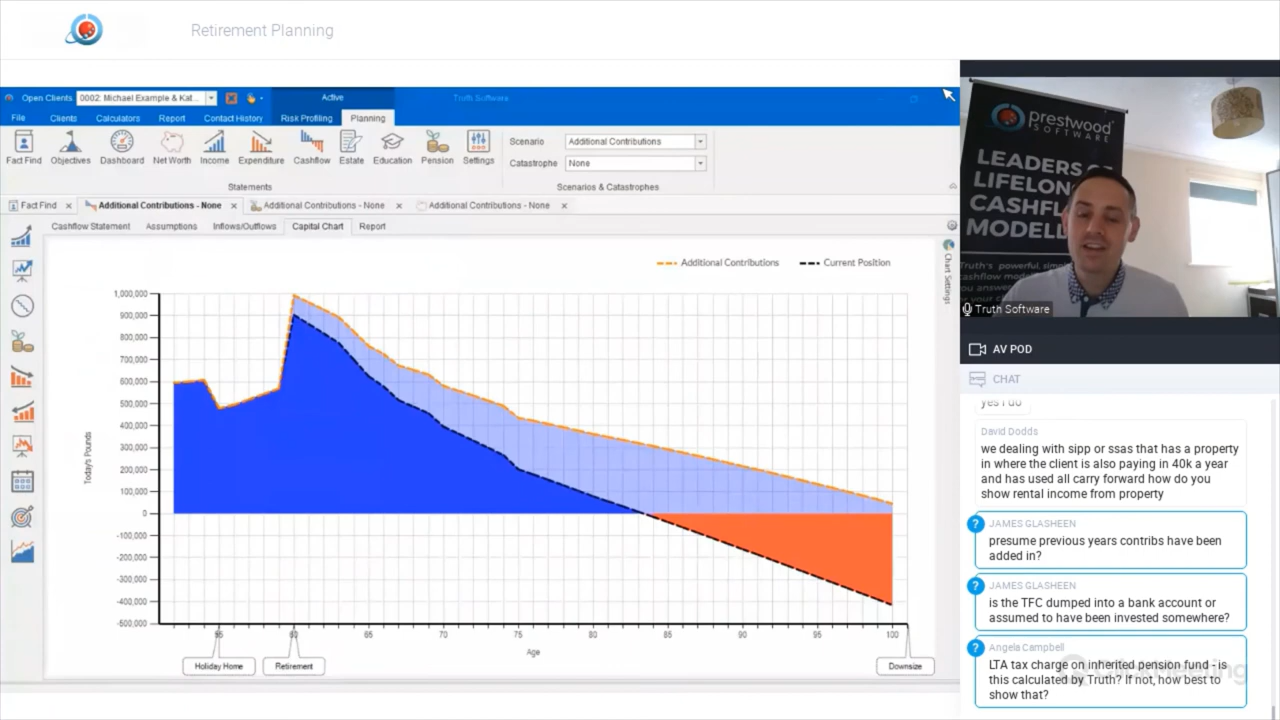 Retirement Planning
Open Clients
0002: Michael Example & Kat...
Active
Truth Software
File
Clients
Calculators
Report
Contact History
Risk Profiling
Planning
Fact Find
Objectives
Dashboard
Net Worth
Income
Expenditure
Cashflow
Estate
Education
Pension
Settings
Scenario
Additional Contributions
Catastrophe
None
Statements
Scenarios & Catastrophes
Fact Find
Additional Contributions - None
Additional Contributions - None
Additional Contributions - None
Cashflow Statement
Assumptions
Inflows/Outflows
Capital Chart
Report
Chart Settings
Additional Contributions
Current Position
1,000,000
900,000
800,000
700,000
600,000
500,000
400,000
300,000
200,000
100,000
0
-100,000
-200,000
-300,000
-400,000
-500,000
Today's Pounds
55
60
65
70
75
80
85
90
95
100
Age
Holiday Home
Retirement
Downsize
prestwood
SOFTWARE
LEADERS OF
LIFELON
CASHFL
MODELL
Truth's powerful, simp
cashflow mode
you answe
Truth Software
AV POD
CHAT
yes i do
David Dodds
we dealing with sipp or ssas that has a property
in where the client is also paying in 40k a year
and has used all carry forward how do you
show rental income from property
?
JAMES GLASHEEN
presume previous years contribs have been
added in?
?
JAMES GLASHEEN
is the TFC dumped into a bank account or
assumed to have been invested somewhere?
?
Angela Campbell
LTA tax charge on inherited pension fund - is
this calculated by Truth? If not, how best to
show that?